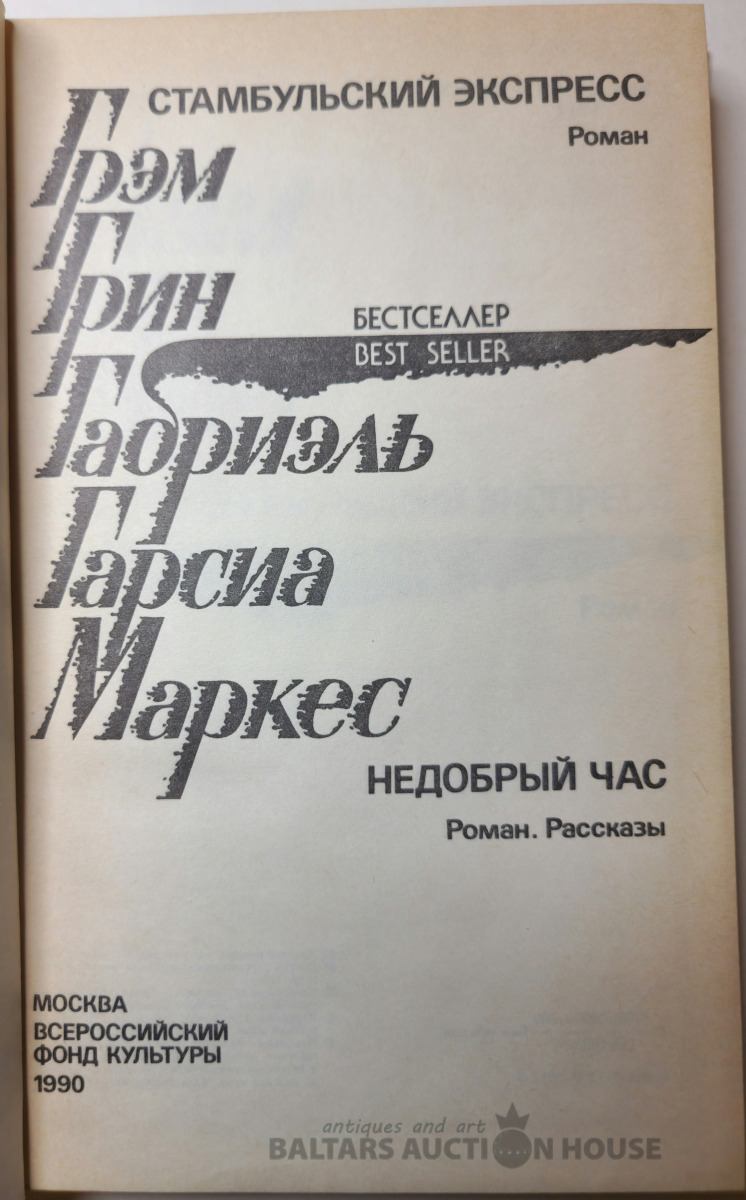 СТАМБУЛЬСКИЙ ЭКСПРЕСС
Роман
Грэм
Грин
БЕСТСЕЛЛЕР
BEST SELLER
Габриэль
Гарсиа
Маркес
НЕДОБРЫЙ ЧАС
Роман. Рассказы
МОСКВА
ВСЕРОССИЙСКИЙ
ФОНД КУЛЬТУРЫ
1990
antiques and art
BALTARS AUCTION HOUSE